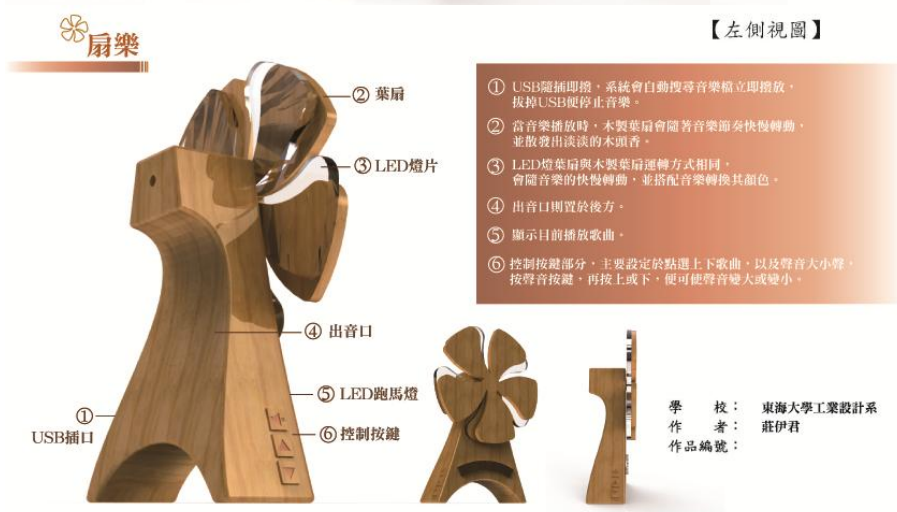 扇樂
【左側視圖】
② 葉扇
③ LED燈片
④ 出音口
⑤ LED跑馬燈
⑥ 控制按鍵
①
USB插口
① USB隨插即撥，系統會自動搜尋音樂檔立即撥放，
拔掉USB便停止音樂。
② 當音樂播放時，木製葉扇會隨著音樂節奏快慢轉動，
並散發出淡淡的木頭香。
③ LED燈葉扇與木製葉扇運轉方式相同，
會隨音樂的快慢轉動，並搭配音樂轉換其顏色。
④ 出音口則置於後方。
⑤ 顯示目前播放歌曲。
⑥ 控制按鍵部分，主要設定於點選上下歌曲，以及聲音大小聲，
按聲音按鍵，再按上或下，便可使聲音變大或變小。
學 校： 東海大學工業設計系
作 者： 莊伊君
作品編號：